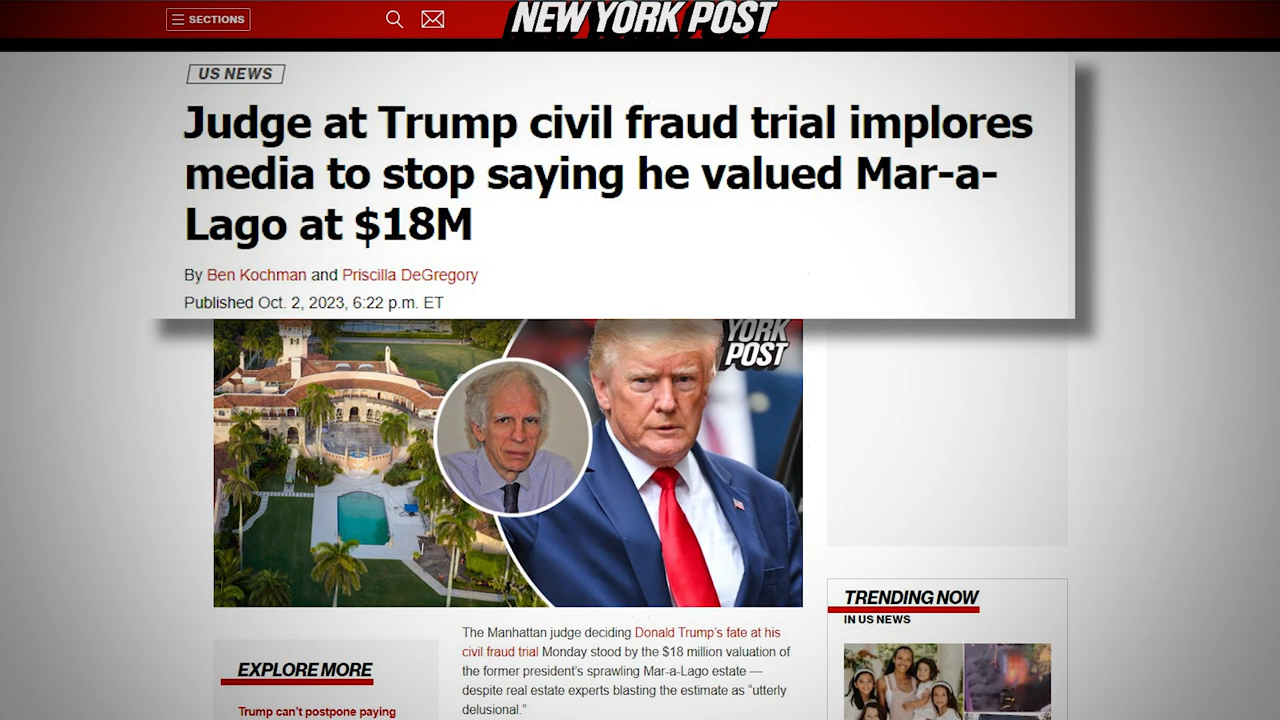 SECTIONS
NEW YORK POST
US NEWS
Judge at Trump civil fraud trial implores
media to stop saying he valued Mar-a-
Lago at $18M
By Ben Kochman and Priscilla DeGregory
Published Oct. 2, 2023, 6:22 p.m. ET
YORK
POST
The Manhattan judge deciding Donald Trump's fate at his
civil fraud trial Monday stood by the $18 million valuation of
the former president's sprawling Mar-a-Lago estate —
despite real estate experts blasting the estimate as "utterly
delusional."
EXPLORE MORE
Trump can't postpone paying
TRENDING NOW
IN US NEWS